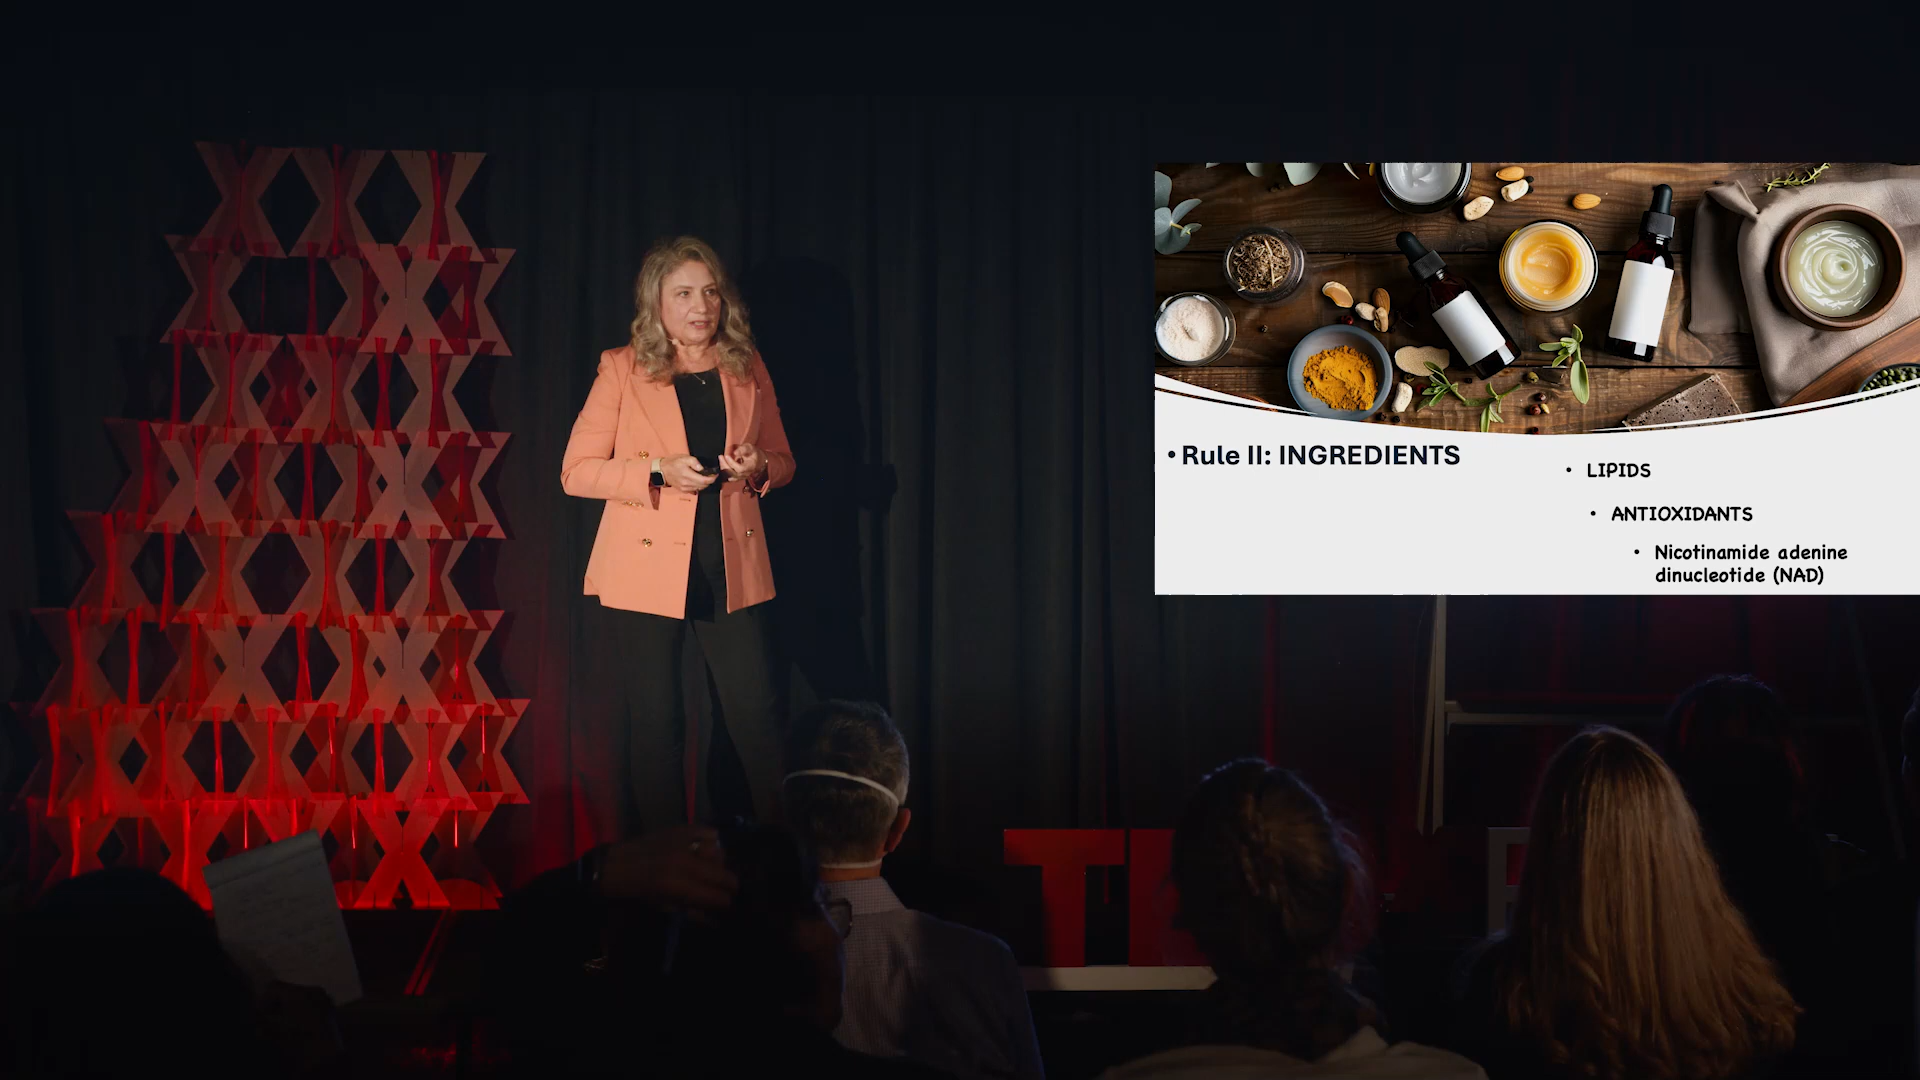 • Rule II: INGREDIENTS
• LIPIDS
• ANTIOXIDANTS
• Nicotinamide adenine
dinucleotide (NAD)